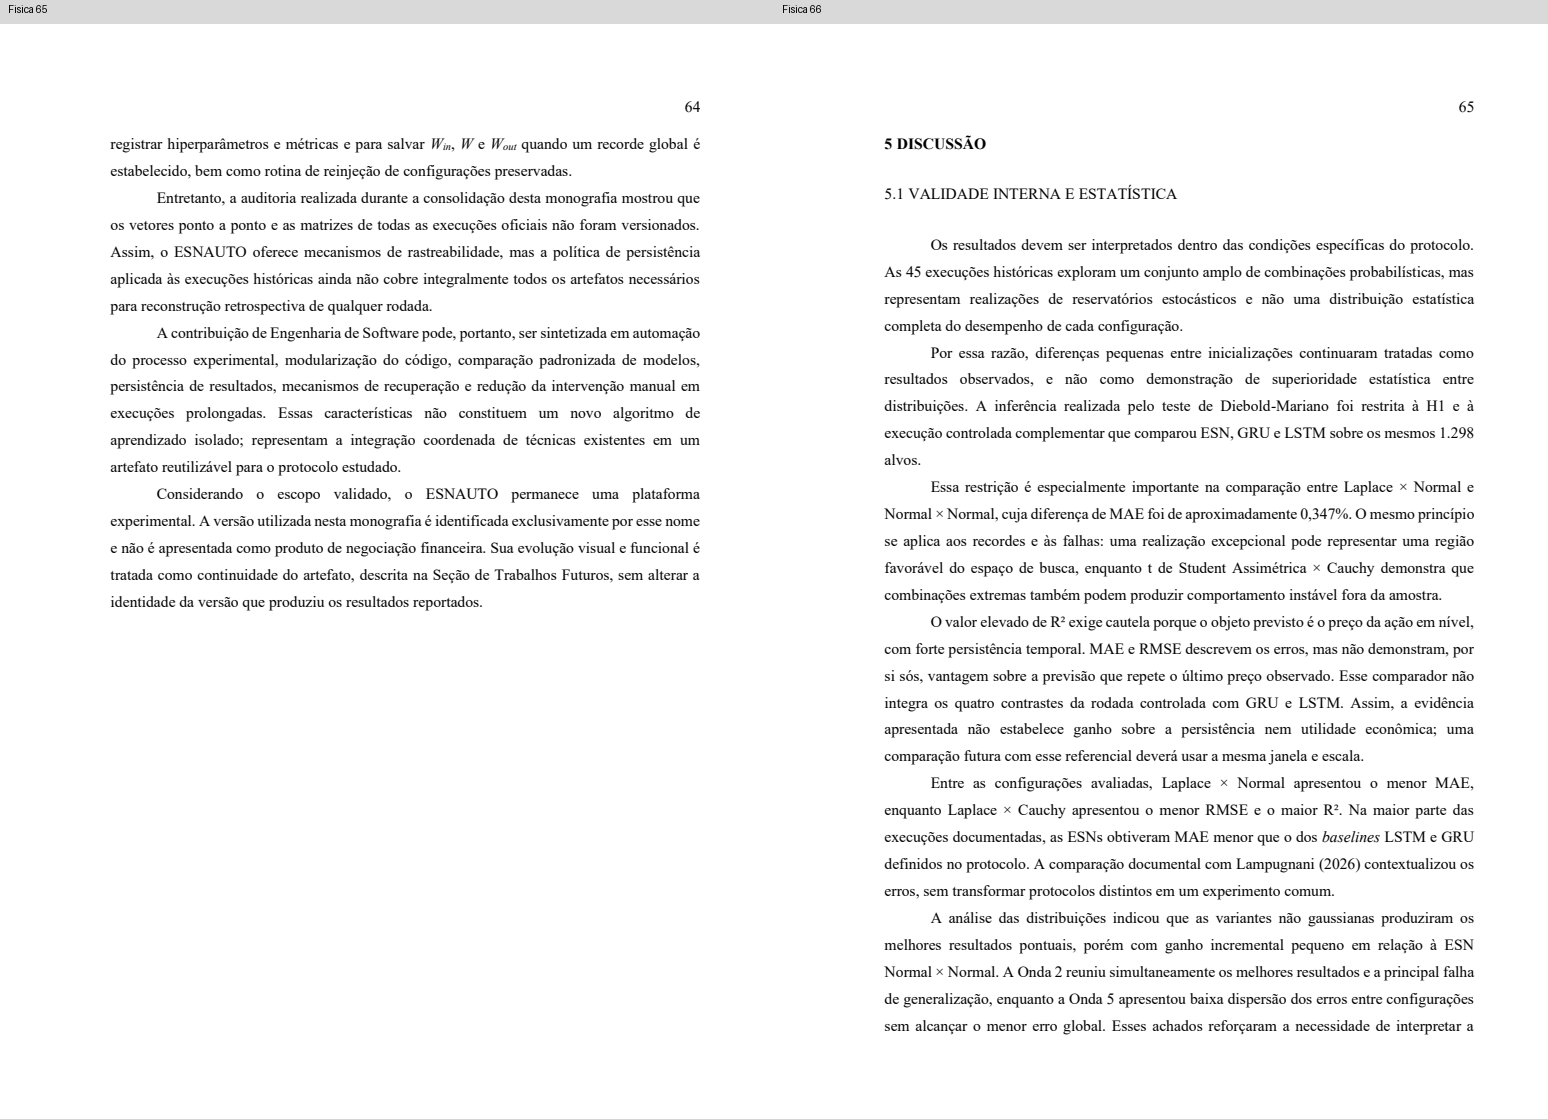 Fisica 65
64
registrar hiperparâmetros e métricas e para salvar Win, W e Wout quando um recorde global é
estabelecido, bem como rotina de reinjeção de configurações preservadas.
Entretanto, a auditoria realizada durante a consolidação desta monografia mostrou que
os vetores ponto a ponto e as matrizes de todas as execuções oficiais não foram versionados.
Assim, o ESNAUTO oferece mecanismos de rastreabilidade, mas a política de persistência
aplicada às execuções históricas ainda não cobre integralmente todos os artefatos necessários
para reconstrução retrospectiva de qualquer rodada.
A contribuição de Engenharia de Software pode, portanto, ser sintetizada em automação
do processo experimental, modularização do código, comparação padronizada de modelos,
persistência de resultados, mecanismos de recuperação e redução da intervenção manual em
execuções prolongadas. Essas características não constituem um novo algoritmo de
aprendizado isolado; representam a integração coordenada de técnicas existentes em um
artefato reutilizável para o protocolo estudado.
Considerando o escopo validado, o ESNAUTO permanece uma plataforma
experimental. A versão utilizada nesta monografia é identificada exclusivamente por esse nome
e não é apresentada como produto de negociação financeira. Sua evolução visual e funcional é
tratada como continuidade do artefato, descrita na Seção de Trabalhos Futuros, sem alterar a
identidade da versão que produziu os resultados reportados.
Fisica 66
65
5 DISCUSSÃO
5.1 VALIDADE INTERNA E ESTATÍSTICA
Os resultados devem ser interpretados dentro das condições específicas do protocolo.
As 45 execuções históricas exploram um conjunto amplo de combinações probabilísticas, mas
representam realizações de reservatórios estocásticos e não uma distribuição estatística
completa do desempenho de cada configuração.
Por essa razão, diferenças pequenas entre inicializações continuaram tratadas como
resultados observados, e não como demonstração de superioridade estatística entre
distribuições. A inferência realizada pelo teste de Diebold-Mariano foi restrita à H1 e à
execução controlada complementar que comparou ESN, GRU e LSTM sobre os mesmos 1.298
alvos.
Essa restrição é especialmente importante na comparação entre Laplace × Normal e
Normal × Normal, cuja diferença de MAE foi de aproximadamente 0,347%. O mesmo princípio
se aplica aos recordes e às falhas: uma realização excepcional pode representar uma região
favorável do espaço de busca, enquanto t de Student Assimétrica × Cauchy demonstra que
combinações extremas também podem produzir comportamento instável fora da amostra.
O valor elevado de R² exige cautela porque o objeto previsto é o preço da ação em nível,
com forte persistência temporal. MAE e RMSE descrevem os erros, mas não demonstram, por
si sós, vantagem sobre a previsão que repete o último preço observado. Esse comparador não
integra os quatro contrastes da rodada controlada com GRU e LSTM. Assim, a evidência
apresentada não estabelece ganho sobre a persistência nem utilidade econômica; uma
comparação futura com esse referencial deverá usar a mesma janela e escala.
Entre as configurações avaliadas, Laplace × Normal apresentou o menor MAE,
enquanto Laplace × Cauchy apresentou o menor RMSE e o maior R². Na maior parte das
execuções documentadas, as ESNs obtiveram MAE menor que o dos baselines LSTM e GRU
definidos no protocolo. A comparação documental com Lampugnani (2026) contextualizou os
erros, sem transformar protocolos distintos em um experimento comum.
A análise das distribuições indicou que as variantes não gaussianas produziram os
melhores resultados pontuais, porém com ganho incremental pequeno em relação à ESN
Normal × Normal. A Onda 2 reuniu simultaneamente os melhores resultados e a principal falha
de generalização, enquanto a Onda 5 apresentou baixa dispersão dos erros entre configurações
sem alcançar o menor erro global. Esses achados reforçaram a necessidade de interpretar a